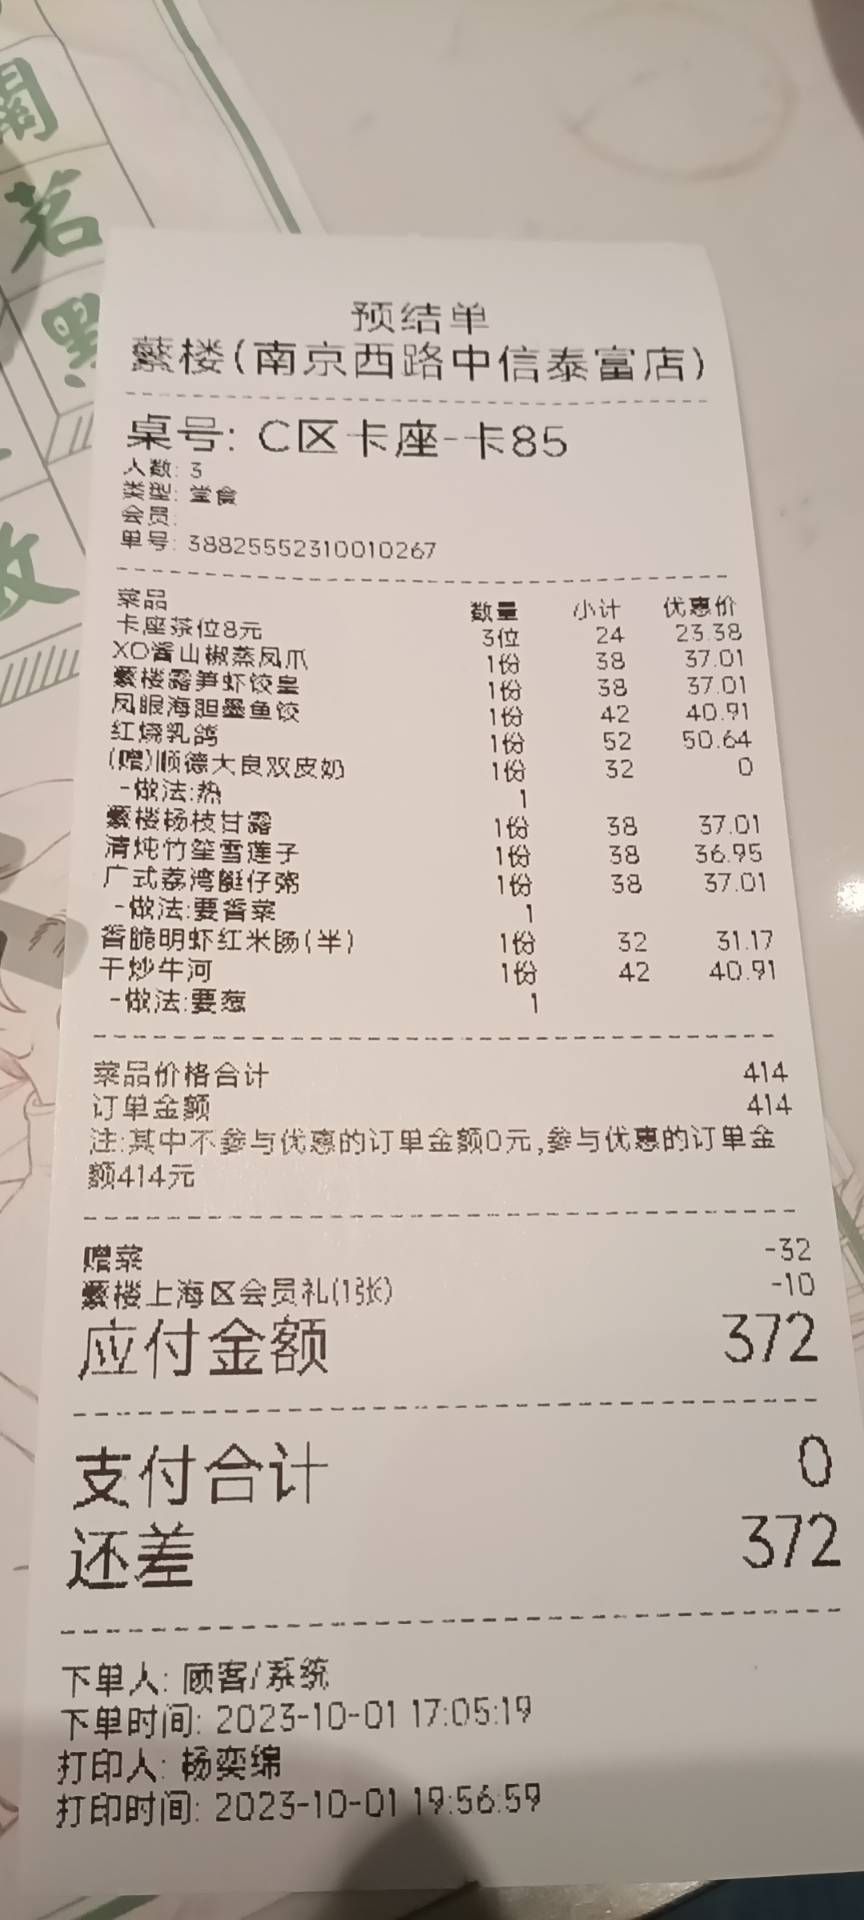 茗
预结单
蘩楼(南京西路中信泰富店)
桌号: C区卡座-卡85
人数: 3
类型: 堂食
会员:
单号: 388255552310010267
菜品 数量 小计 优惠价
卡座茶位8元 3位 24 23.38
XO酱山椒蒸凤爪 1份 38 37.01
蘩楼露笋虾饺皇 1份 38 37.01
凤眼海胆墨鱼饺 1份 42 40.91
红烧乳鸽 1份 52 50.64
(赠)顺德大良双皮奶 1份 32 0
-做法:热 1
蘩楼杨枝甘露 1份 38 37.01
清炖竹笙雪莲子 1份 38 36.95
广式荔湾艇仔粥 1份 38 37.01
-做法:要香菜 1
香脆明虾红米肠(半) 1份 32 31.17
干炒牛河 1份 42 40.91
-做法:要葱 1
菜品价格合计 414
订单金额 414
注:其中不参与优惠的订单金额0元,参与优惠的订单金
额414元
赠菜 -32
蘩楼上海区会员礼(1张) -10
应付金额 372
支付合计 0
还差 372
下单人: 顾客/系统
下单时间: 2023-10-01 17:05:19
打印人: 杨奕绵
打印时间: 2023-10-01 19:56:59